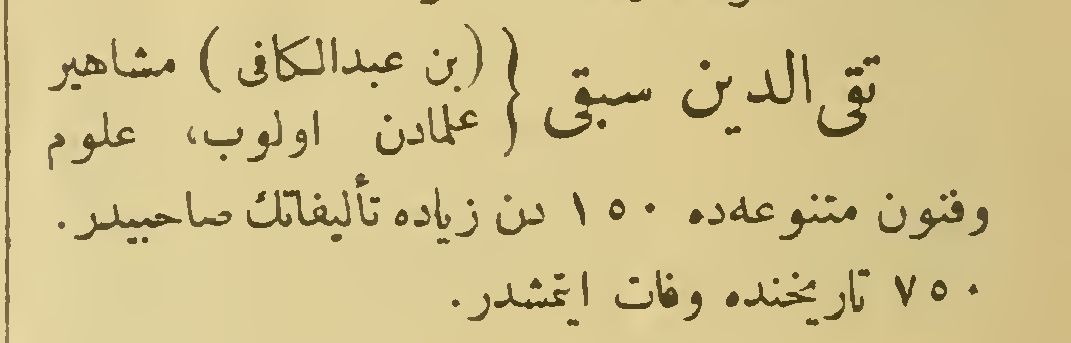 تقی الدین سبقی { (بن عبدالکافی) مشاهیر
علمادن اولوب، علوم
وفنون متنوعه‌ده ۱۵۰ دن زیاده تألیفاتك صاحبیدر.
۷۵۰ تاریخنده وفات ایتمشدر.